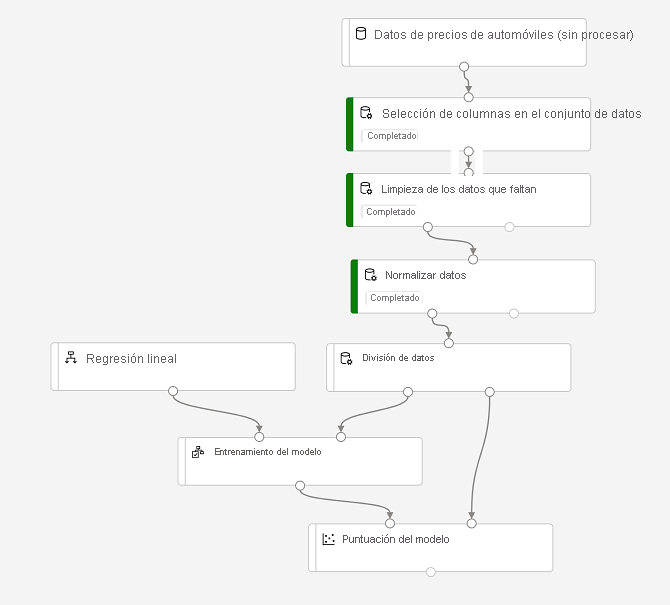 Datos de precios de automóviles (sin procesar)
Selección de columnas en el conjunto de datos
Completado
Limpieza de los datos que faltan
Completado
Normalizar datos
Completado
Regresión lineal
División de datos
Entrenamiento del modelo
Puntuación del modelo